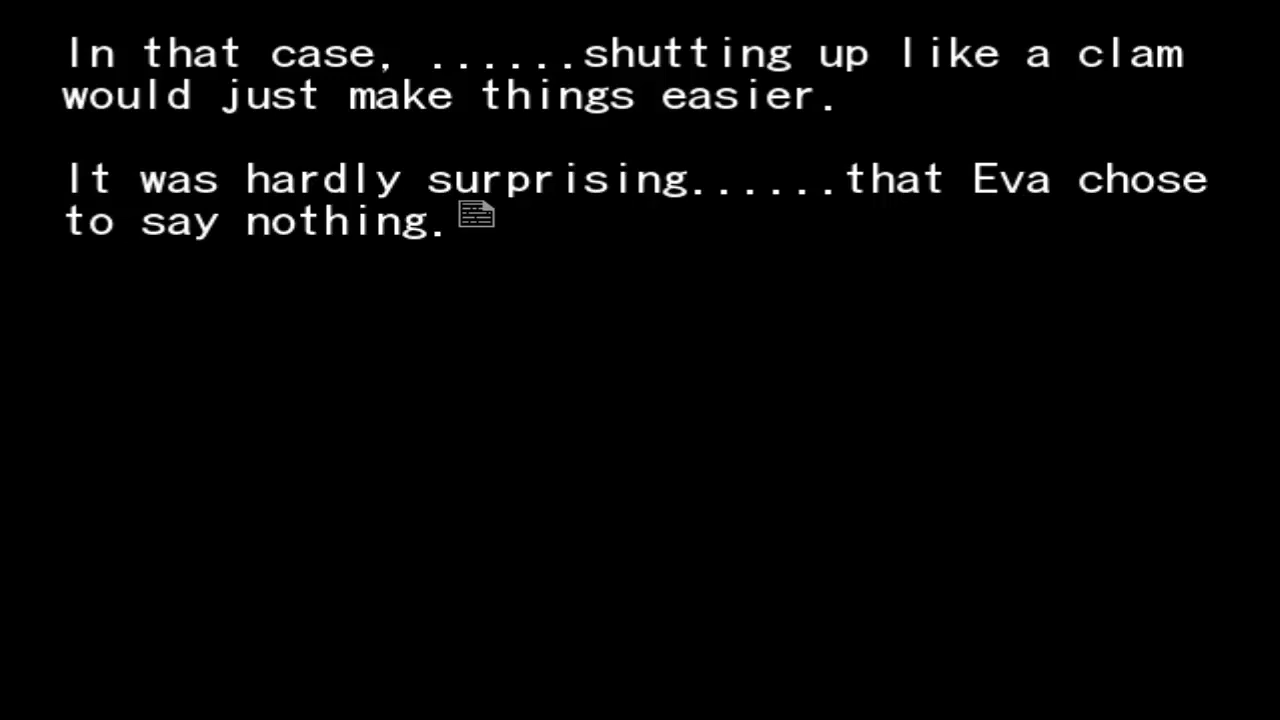 In that case, ......shutting up like a clam
would just make things easier.
It was hardly surprising......that Eva chose
to say nothing.